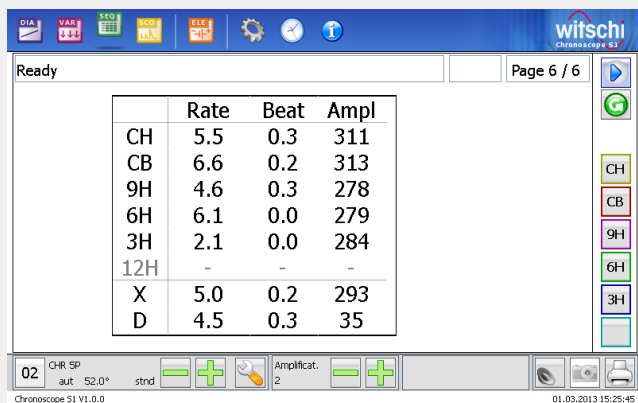 DIA VAR SEQ SCO ELE
witschi
Chronoscope S1
Ready Page 6 / 6
Rate Beat Ampl
CH 5.5 0.3 311
CB 6.6 0.2 313
9H 4.6 0.3 278
6H 6.1 0.0 279
3H 2.1 0.0 284
12H - - -
X 5.0 0.2 293
D 4.5 0.3 35
CH
CB
9H
6H
3H
02 CHR 5P
aut 52.0° stnd
Amplificat.
2
Chronoscope S1 V1.0.0 01.03.2013 15:25:45